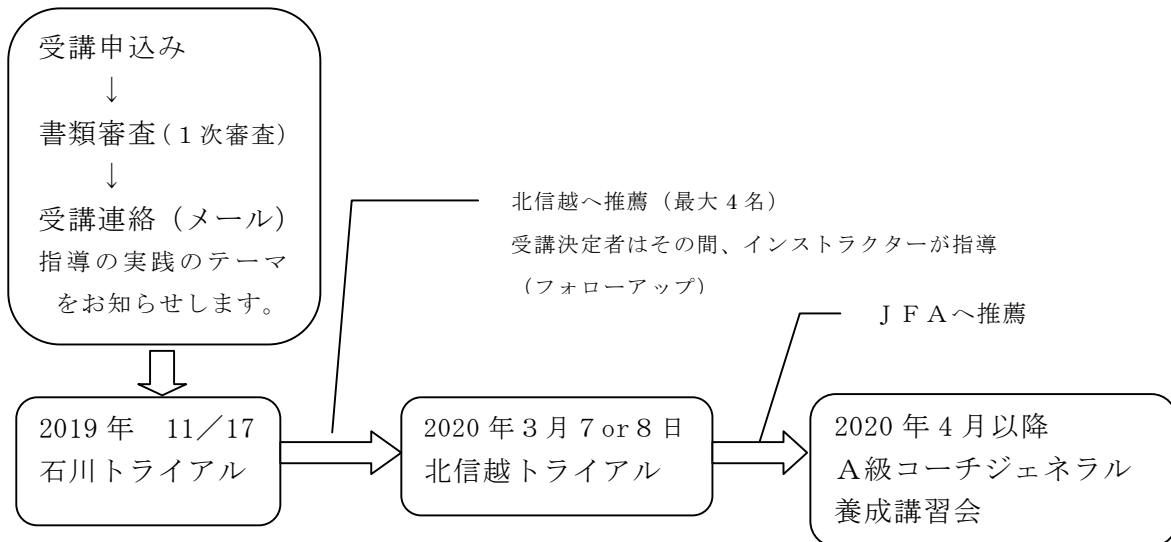 受講申込み
↓
書類審査(１次審査)
↓
受講連絡（メール）
指導の実践のテーマ
をお知らせします。
北信越へ推薦（最大４名）
受講決定者はその間、インストラクターが指導
（フォローアップ）
ＪＦＡへ推薦
2019年　11／17
石川トライアル
2020年３月７or８日
北信越トライアル
2020年４月以降
Ａ級コーチジェネラル
養成講習会